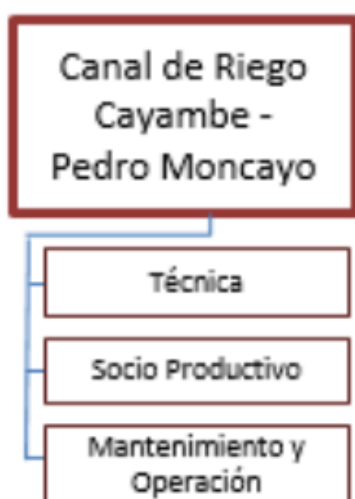 Canal de Riego
Cayambe -
Pedro Moncayo
Técnica
Socio Productivo
Mantenimiento y
Operación